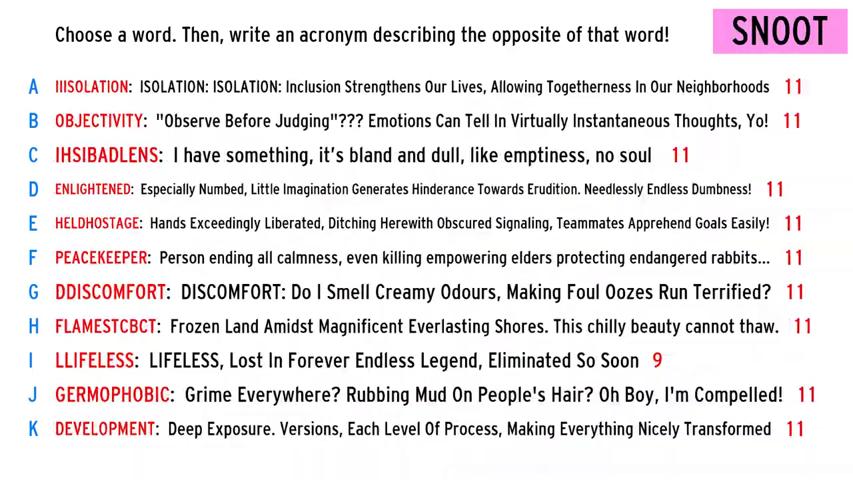 Choose a word. Then, write an acronym describing the opposite of that word!
SNOOT
A IIISOLATION: ISOLATION: ISOLATION: Inclusion Strengthens Our Lives, Allowing Togetherness In Our Neighborhoods 11
B OBJECTIVITY: "Observe Before Judging"??? Emotions Can Tell In Virtually Instantaneous Thoughts, Yo! 11
C IHSIBADLENS: I have something, it’s bland and dull, like emptiness, no soul 11
D ENLIGHTENED: Especially Numbed, Little Imagination Generates Hinderance Towards Erudition. Needlessly Endless Dumbness! 11
E HELDHOSTAGE: Hands Exceedingly Liberated, Ditching Herewith Obscured Signaling, Teammates Apprehend Goals Easily! 11
F PEACEKEEPER: Person ending all calmness, even killing empowering elders protecting endangered rabbits... 11
G DDISCOMFORT: DISCOMFORT: Do I Smell Creamy Odours, Making Foul Oozes Run Terrified? 11
H FLAMESTCBCT: Frozen Land Amidst Magnificent Everlasting Shores. This chilly beauty cannot thaw. 11
I LLIFELESS: LIFELESS, Lost In Forever Endless Legend, Eliminated So Soon 9
J GERMOPHOBIC: Grime Everywhere? Rubbing Mud On People's Hair? Oh Boy, I'm Compelled! 11
K DEVELOPMENT: Deep Exposure. Versions, Each Level Of Process, Making Everything Nicely Transformed 11